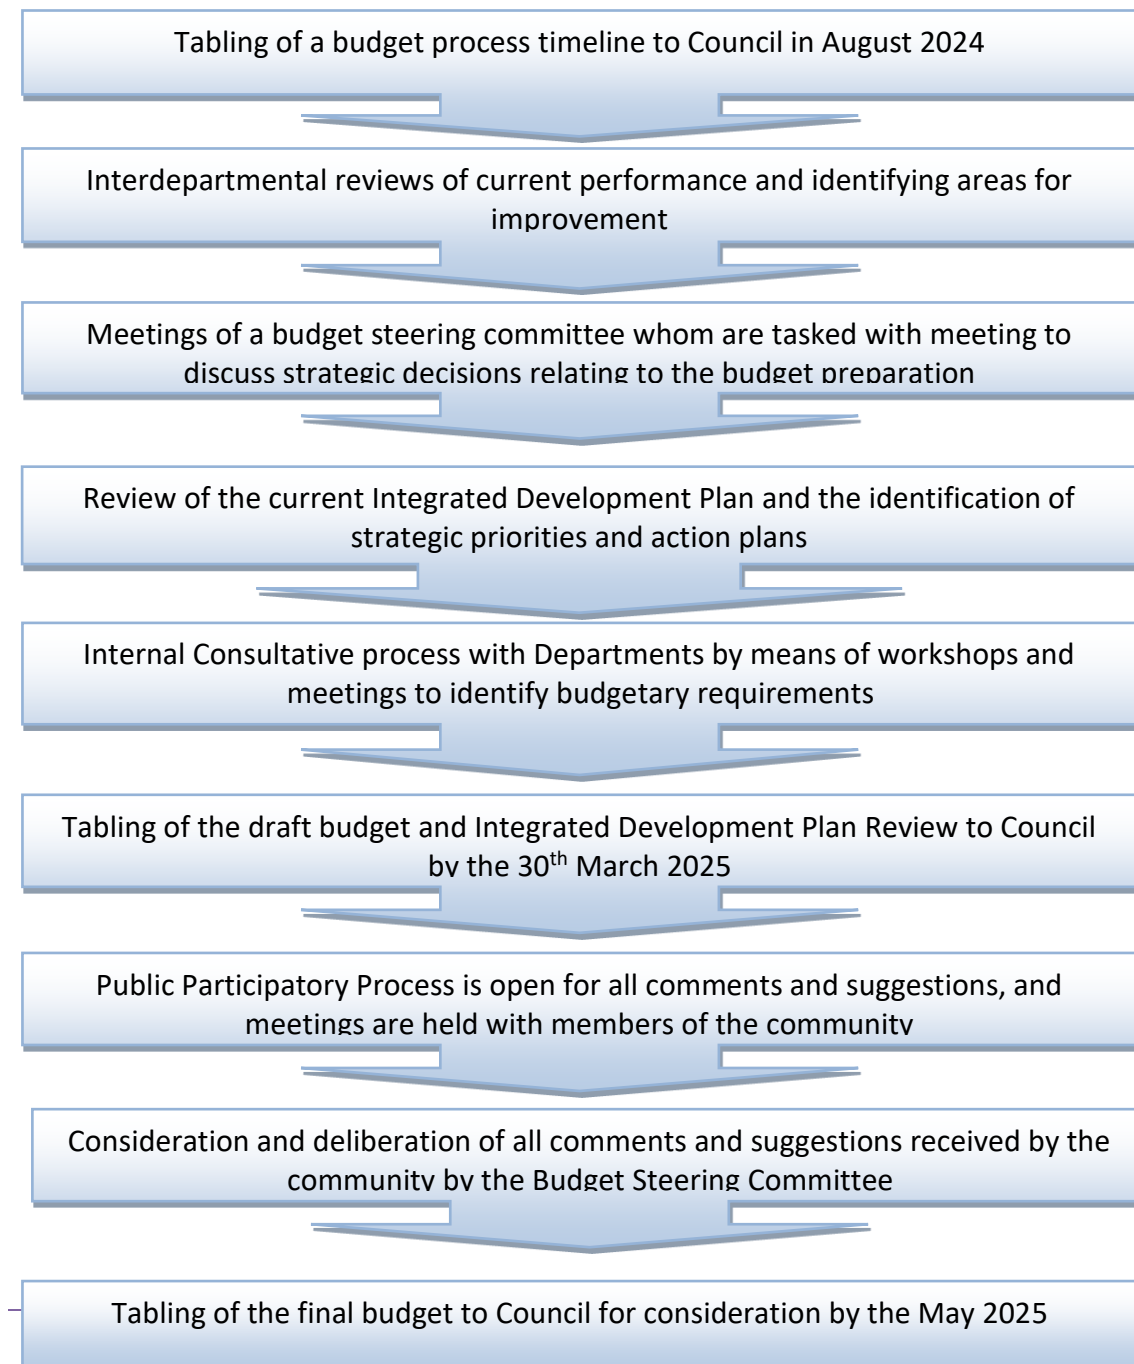 Tabling of a budget process timeline to Council in August 2024
Interdepartmental reviews of current performance and identifying areas for
improvement
Meetings of a budget steering committee whom are tasked with meeting to
discuss strategic decisions relating to the budget preparation
Review of the current Integrated Development Plan and the identification of
strategic priorities and action plans
Internal Consultative process with Departments by means of workshops and
meetings to identify budgetary requirements
Tabling of the draft budget and Integrated Development Plan Review to Council
by the 30th March 2025
Public Participatory Process is open for all comments and suggestions, and
meetings are held with members of the community
Consideration and deliberation of all comments and suggestions received by the
community by the Budget Steering Committee
Tabling of the final budget to Council for consideration by the May 2025